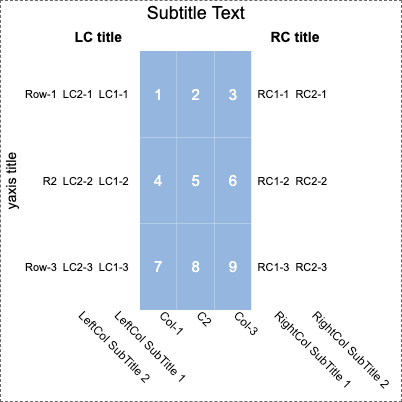 Subtitle Text
LC title RC title
Row-1 LC2-1 LC1-1 1 2 3 RC1-1 RC2-1
yaxis title
R2 LC2-2 LC1-2 4 5 6 RC1-2 RC2-2
Row-3 LC2-3 LC1-3 7 8 9 RC1-3 RC2-3
LeftCol SubTitle 2
LeftCol SubTitle 1
Col-1
C2
Col-3
RightCol SubTitle 1
RightCol SubTitle 2